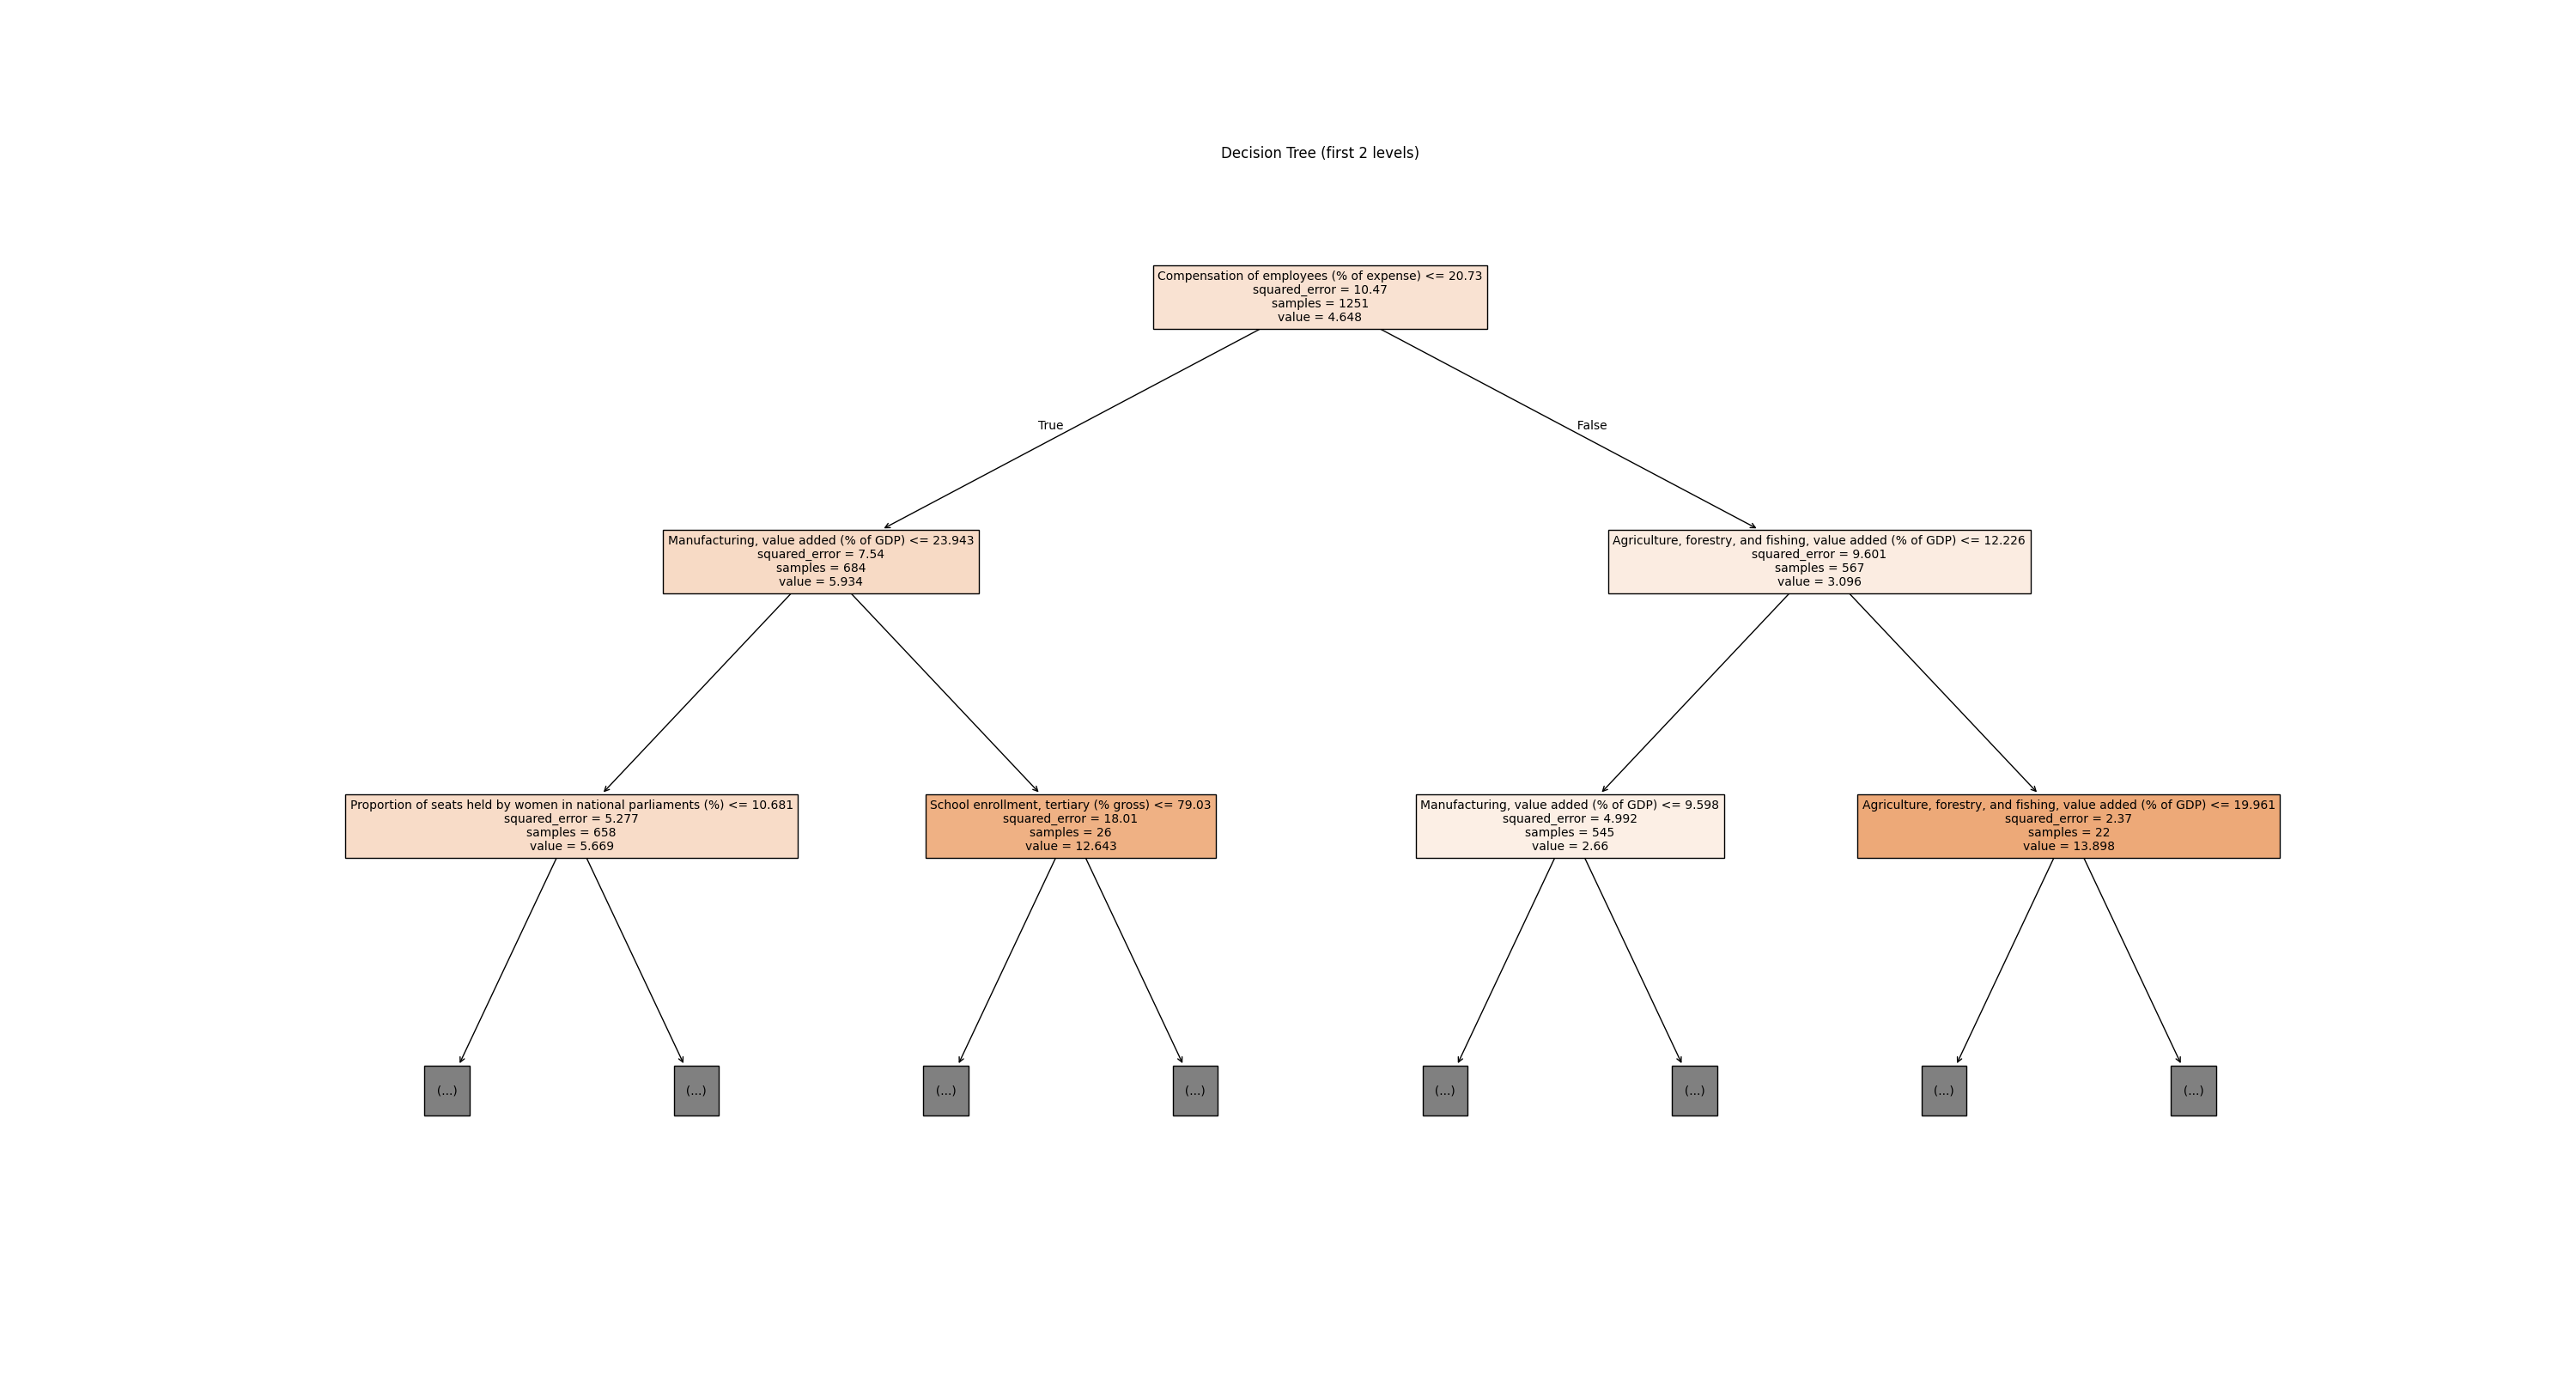 Decision Tree (first 2 levels)
Compensation of employees (% of expense) <= 20.73
squared_error = 10.47
samples = 1251
value = 4.648
True
False
Manufacturing, value added (% of GDP) <= 23.943
squared_error = 7.54
samples = 684
value = 5.934
Agriculture, forestry, and fishing, value added (% of GDP) <= 12.226
squared_error = 9.601
samples = 567
value = 3.096
Proportion of seats held by women in national parliaments (%) <= 10.681
squared_error = 5.277
samples = 658
value = 5.669
School enrollment, tertiary (% gross) <= 79.03
squared_error = 18.01
samples = 26
value = 12.643
Manufacturing, value added (% of GDP) <= 9.598
squared_error = 4.992
samples = 545
value = 2.66
Agriculture, forestry, and fishing, value added (% of GDP) <= 19.961
squared_error = 2.37
samples = 22
value = 13.898
(...)
(...)
(...)
(...)
(...)
(...)
(...)
(...)